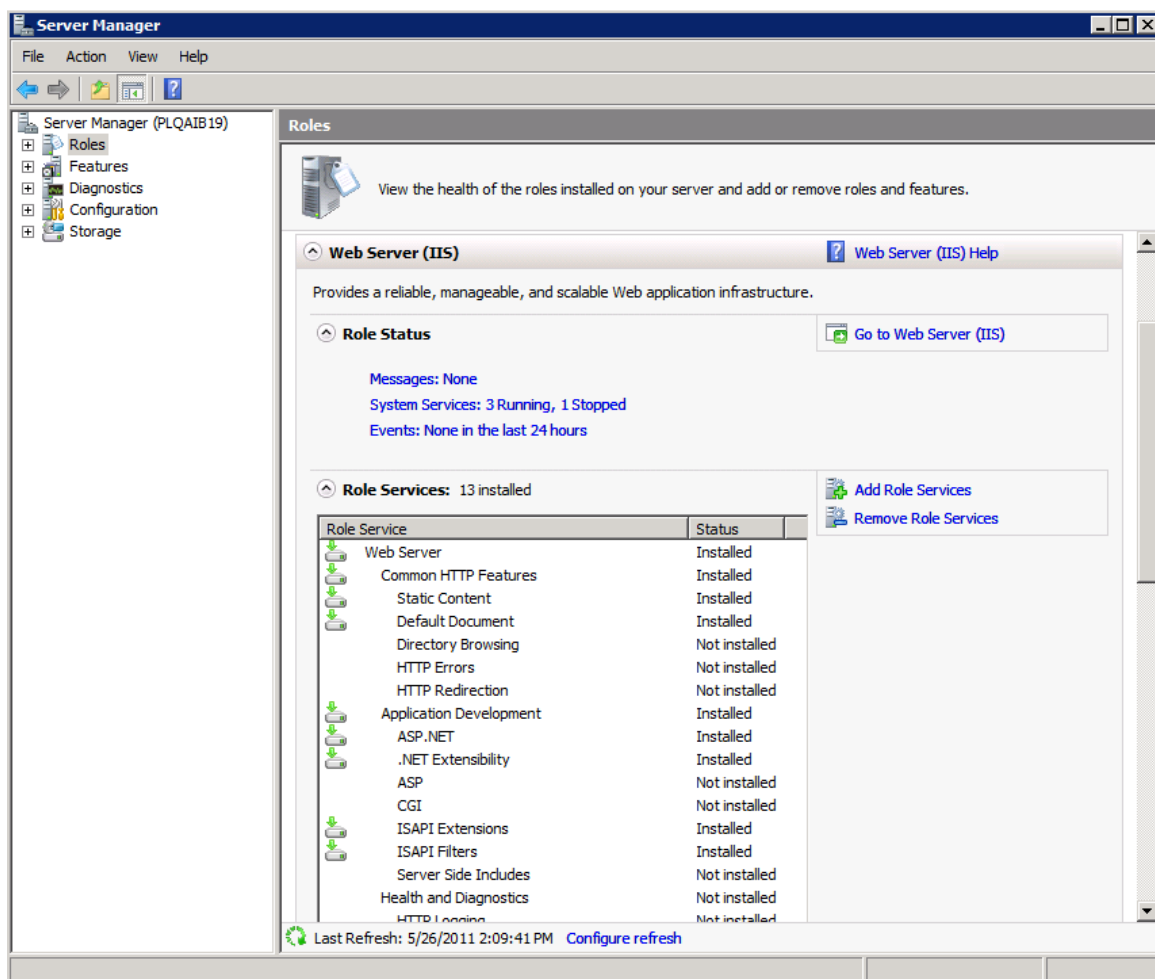 Server Manager
File Action View Help
Server Manager (PLQAIB19)
Roles
Features
Diagnostics
Configuration
Storage
Roles
View the health of the roles installed on your server and add or remove roles and features.
Web Server (IIS)
Web Server (IIS) Help
Provides a reliable, manageable, and scalable Web application infrastructure.
Role Status
Go to Web Server (IIS)
Messages: None
System Services: 3 Running, 1 Stopped
Events: None in the last 24 hours
Role Services: 13 installed
Add Role Services
Remove Role Services
Role Service Status
Web Server Installed
Common HTTP Features Installed
Static Content Installed
Default Document Installed
Directory Browsing Not installed
HTTP Errors Not installed
HTTP Redirection Not installed
Application Development Installed
ASP.NET Installed
.NET Extensibility Installed
ASP Not installed
CGI Not installed
ISAPI Extensions Installed
ISAPI Filters Installed
Server Side Includes Not installed
Health and Diagnostics Not installed
HTTP Logging Not installed
Last Refresh: 5/26/2011 2:09:41 PM Configure refresh